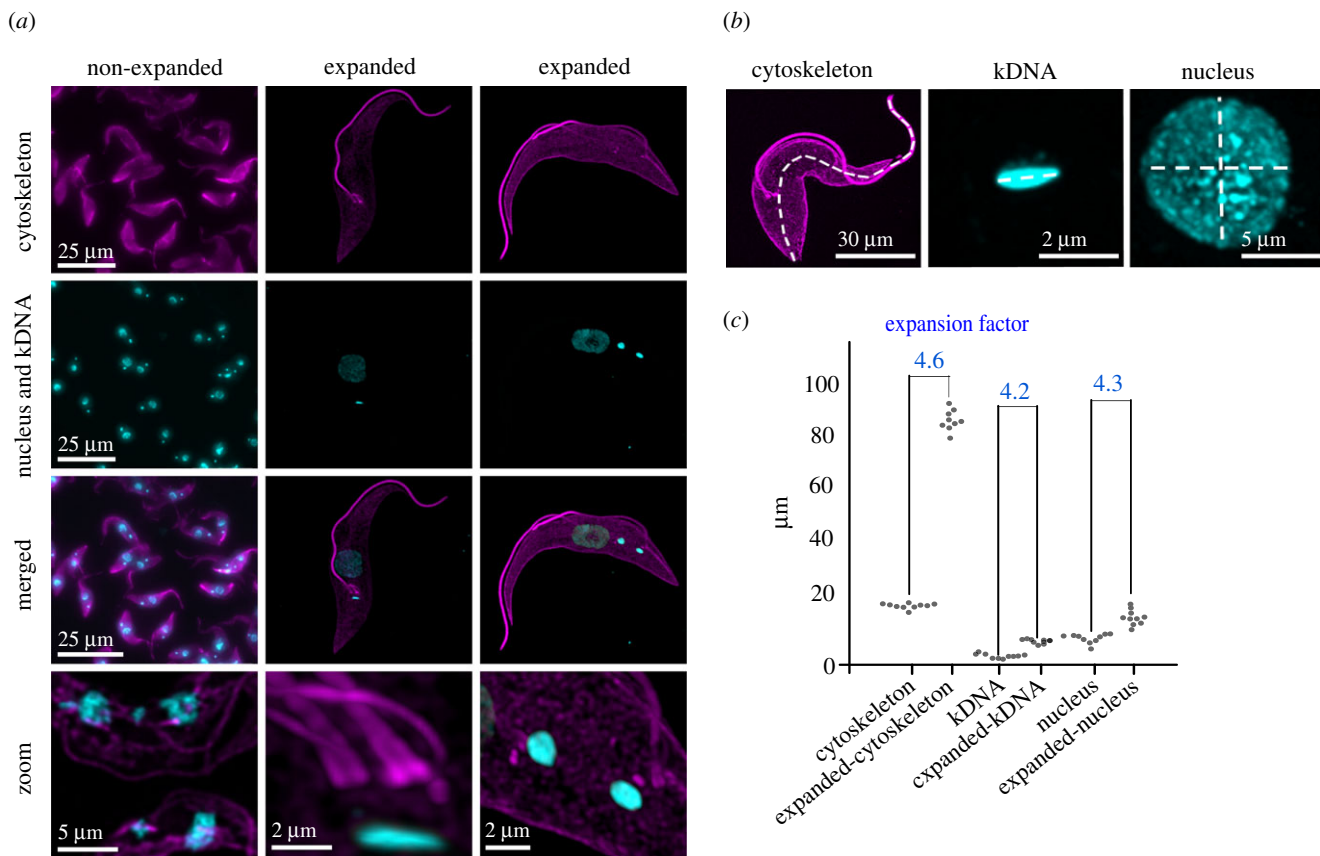 (a)
non-expanded
expanded
expanded
cytoskeleton
25 µm
nucleus and kDNA
25 µm
merged
25 µm
zoom
5 µm
2 µm
2 µm
(b)
cytoskeleton
kDNA
nucleus
30 µm
2 µm
5 µm
(c)
expansion factor
4.6
4.2
4.3
100
80
60
40
20
0
µm
cytoskeleton
expanded-cytoskeleton
kDNA
cxpanded-kDNA
nucleus
expanded-nucleus